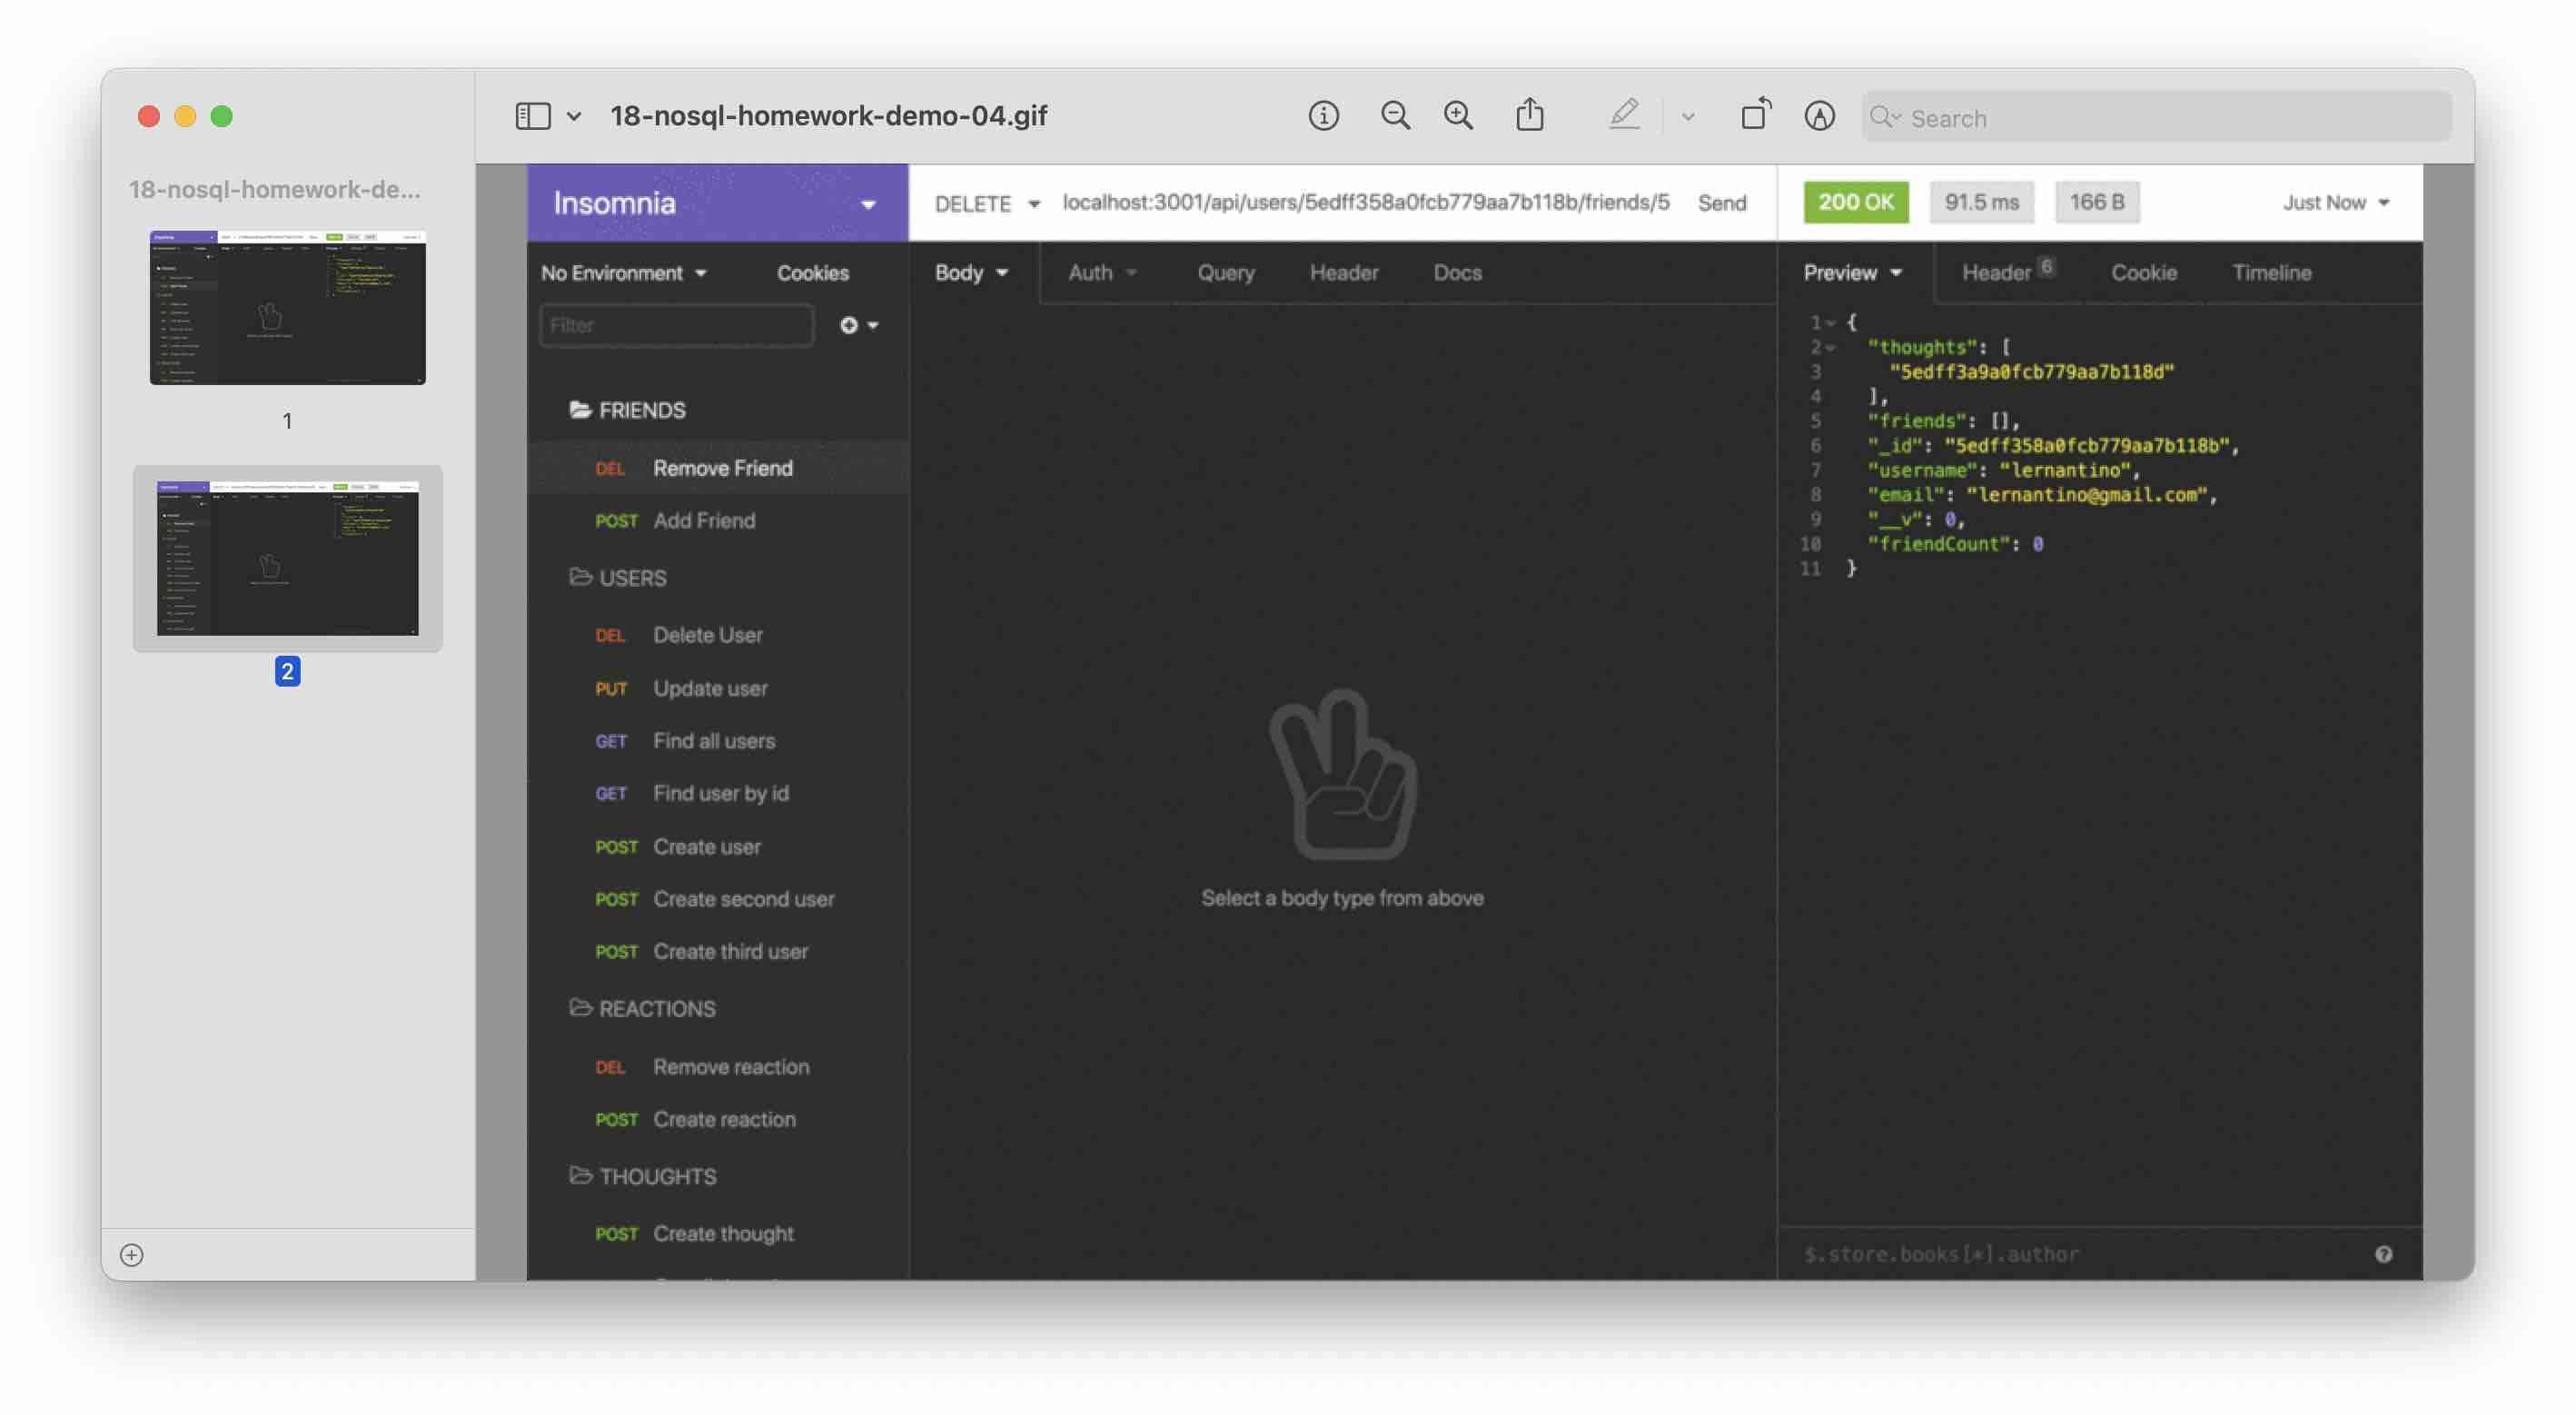 18-nosql-homework-demo-04.gif
Search
18-nosql-homework-de...
1
2
Insomnia
DELETE localhost:3001/api/users/5edff358a0fcb779aa7b118b/friends/5 Send
200 OK 91.5 ms 166 B Just Now
No Environment Cookies
Filter
FRIENDS
DEL Remove Friend
POST Add Friend
USERS
DEL Delete User
PUT Update user
GET Find all users
GET Find user by id
POST Create user
POST Create second user
POST Create third user
REACTIONS
DEL Remove reaction
POST Create reaction
THOUGHTS
POST Create thought
Body Auth Query Header Docs
Select a body type from above
Preview Header 6 Cookie Timeline
1 {
2 "thoughts": [
3 "5edff3a9a0fcb779aa7b118d"
4 ],
5 "friends": [],
6 "_id": "5edff358a0fcb779aa7b118b",
7 "username": "lernantino",
8 "email": "lernantino@gmail.com",
9 "__v": 0,
10 "friendCount": 0
11 }
$.store.books[*].author